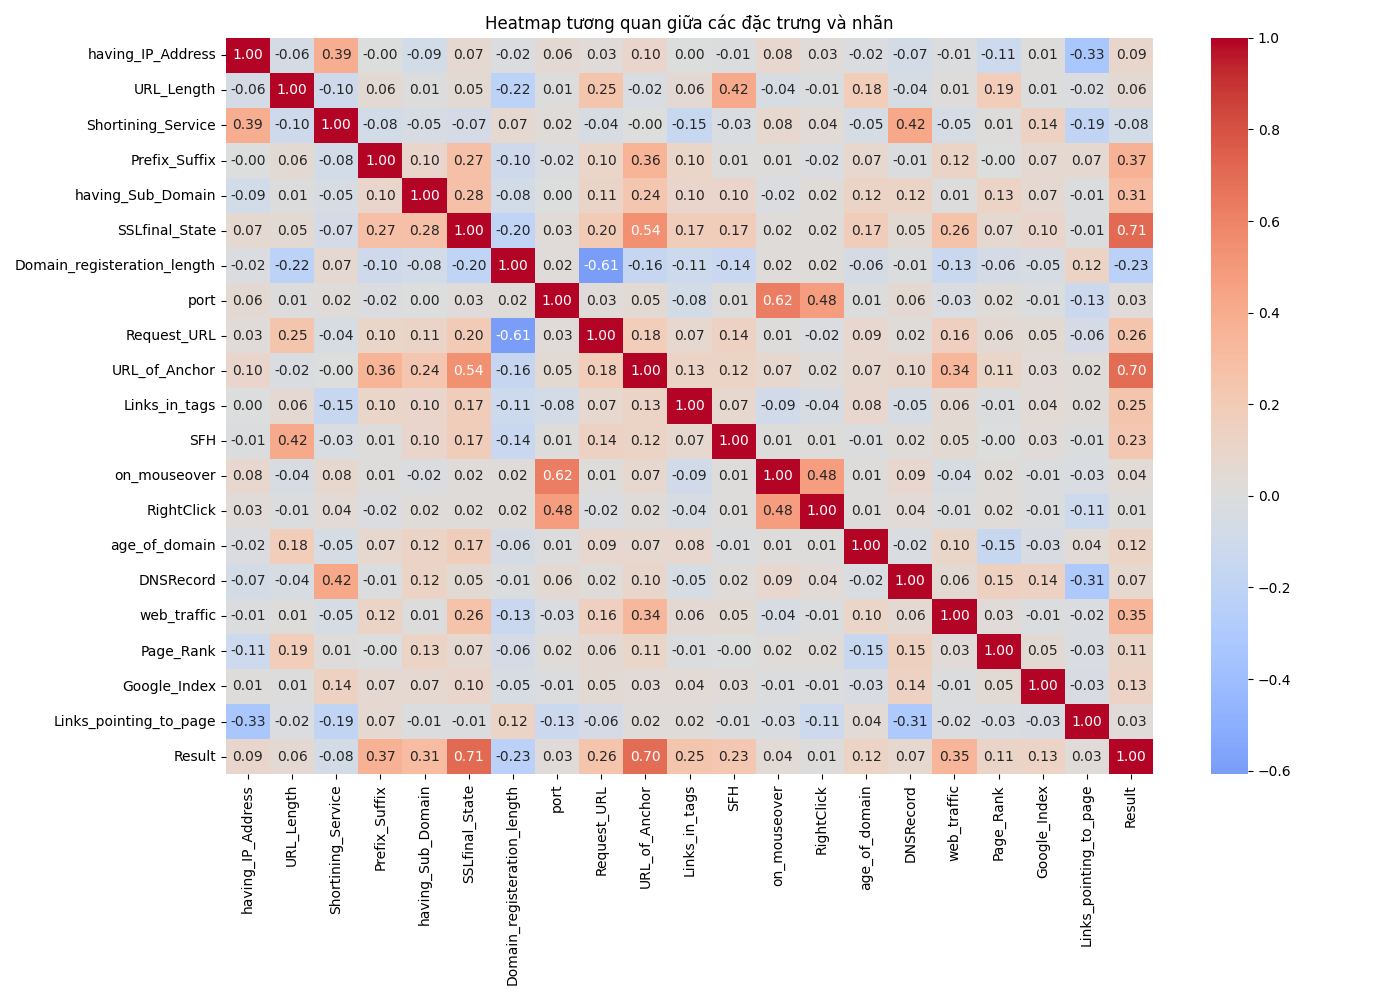 Heatmap tương quan giữa các đặc trưng và nhãn
having_IP_Address 1.00 -0.06 0.39 -0.00 -0.09 0.07 -0.02 0.06 0.03 0.10 0.00 -0.01 0.08 0.03 -0.02 -0.07 -0.01 -0.11 0.01 -0.33 0.09
URL_Length -0.06 1.00 -0.10 0.06 0.01 0.05 -0.22 0.01 0.25 -0.02 0.06 0.42 -0.04 -0.01 0.18 -0.04 0.01 0.19 0.01 -0.02 0.06
Shortining_Service 0.39 -0.10 1.00 -0.08 -0.05 -0.07 0.07 0.02 -0.04 -0.00 -0.15 -0.03 0.08 0.04 -0.05 0.42 -0.05 0.01 0.14 -0.19 -0.08
Prefix_Suffix -0.00 0.06 -0.08 1.00 0.10 0.27 -0.10 -0.02 0.10 0.36 0.10 0.01 0.01 -0.02 0.07 -0.01 0.12 -0.00 0.07 0.07 0.37
having_Sub_Domain -0.09 0.01 -0.05 0.10 1.00 0.28 -0.08 0.00 0.11 0.24 0.10 0.10 -0.02 0.02 0.12 0.12 0.01 0.13 0.07 -0.01 0.31
SSLfinal_State 0.07 0.05 -0.07 0.27 0.28 1.00 -0.20 0.03 0.20 0.54 0.17 0.17 0.02 0.02 0.17 0.05 0.26 0.07 0.10 -0.01 0.71
Domain_registeration_length -0.02 -0.22 0.07 -0.10 -0.08 -0.20 1.00 0.02 -0.61 -0.16 -0.11 -0.14 0.02 0.02 -0.06 -0.01 -0.13 -0.06 -0.05 0.12 -0.23
port 0.06 0.01 0.02 -0.02 0.00 0.03 0.02 1.00 0.03 0.05 -0.08 0.01 0.62 0.48 0.01 0.06 -0.03 0.02 -0.01 -0.13 0.03
Request_URL 0.03 0.25 -0.04 0.10 0.11 0.20 -0.61 0.03 1.00 0.18 0.07 0.14 0.01 -0.02 0.09 0.02 0.16 0.06 0.05 -0.06 0.26
URL_of_Anchor 0.10 -0.02 -0.00 0.36 0.24 0.54 -0.16 0.05 0.18 1.00 0.13 0.12 0.07 0.02 0.07 0.10 0.34 0.11 0.03 0.02 0.70
Links_in_tags 0.00 0.06 -0.15 0.10 0.10 0.17 -0.11 -0.08 0.07 0.13 1.00 0.07 -0.09 -0.04 0.08 -0.05 0.06 -0.01 0.04 0.02 0.25
SFH -0.01 0.42 -0.03 0.01 0.10 0.17 -0.14 0.01 0.14 0.12 0.07 1.00 0.01 0.01 -0.01 0.02 0.05 -0.00 0.03 -0.01 0.23
on_mouseover 0.08 -0.04 0.08 0.01 -0.02 0.02 0.02 0.62 0.01 0.07 -0.09 0.01 1.00 0.48 0.01 0.09 -0.04 0.02 -0.01 -0.03 0.04
RightClick 0.03 -0.01 0.04 -0.02 0.02 0.02 0.02 0.48 -0.02 0.02 -0.04 0.01 0.48 1.00 0.01 0.04 -0.01 0.02 -0.01 -0.11 0.01
age_of_domain -0.02 0.18 -0.05 0.07 0.12 0.17 -0.06 0.01 0.09 0.07 0.08 -0.01 0.01 0.01 1.00 -0.02 0.10 -0.15 -0.03 0.04 0.12
DNSRecord -0.07 -0.04 0.42 -0.01 0.12 0.05 -0.01 0.06 0.02 0.10 -0.05 0.02 0.09 0.04 -0.02 1.00 0.06 0.15 0.14 -0.31 0.07
web_traffic -0.01 0.01 -0.05 0.12 0.01 0.26 -0.13 -0.03 0.16 0.34 0.06 0.05 -0.04 -0.01 0.10 0.06 1.00 0.03 -0.01 -0.02 0.35
Page_Rank -0.11 0.19 0.01 -0.00 0.13 0.07 -0.06 0.02 0.06 0.11 -0.01 -0.00 0.02 0.02 -0.15 0.15 0.03 1.00 0.05 -0.03 0.11
Google_Index 0.01 0.01 0.14 0.07 0.07 0.10 -0.05 -0.01 0.05 0.03 0.04 0.03 -0.01 -0.01 -0.03 0.14 -0.01 0.05 1.00 -0.03 0.13
Links_pointing_to_page -0.33 -0.02 -0.19 0.07 -0.01 -0.01 0.12 -0.13 -0.06 0.02 0.02 -0.01 -0.03 -0.11 0.04 -0.31 -0.02 -0.03 -0.03 1.00 0.03
Result 0.09 0.06 -0.08 0.37 0.31 0.71 -0.23 0.03 0.26 0.70 0.25 0.23 0.04 0.01 0.12 0.07 0.35 0.11 0.13 0.03 1.00
having_IP_Address
URL_Length
Shortining_Service
Prefix_Suffix
having_Sub_Domain
SSLfinal_State
Domain_registeration_length
port
Request_URL
URL_of_Anchor
Links_in_tags
SFH
on_mouseover
RightClick
age_of_domain
DNSRecord
web_traffic
Page_Rank
Google_Index
Links_pointing_to_page
Result
1.0
0.8
0.6
0.4
0.2
0.0
−0.2
−0.4
−0.6